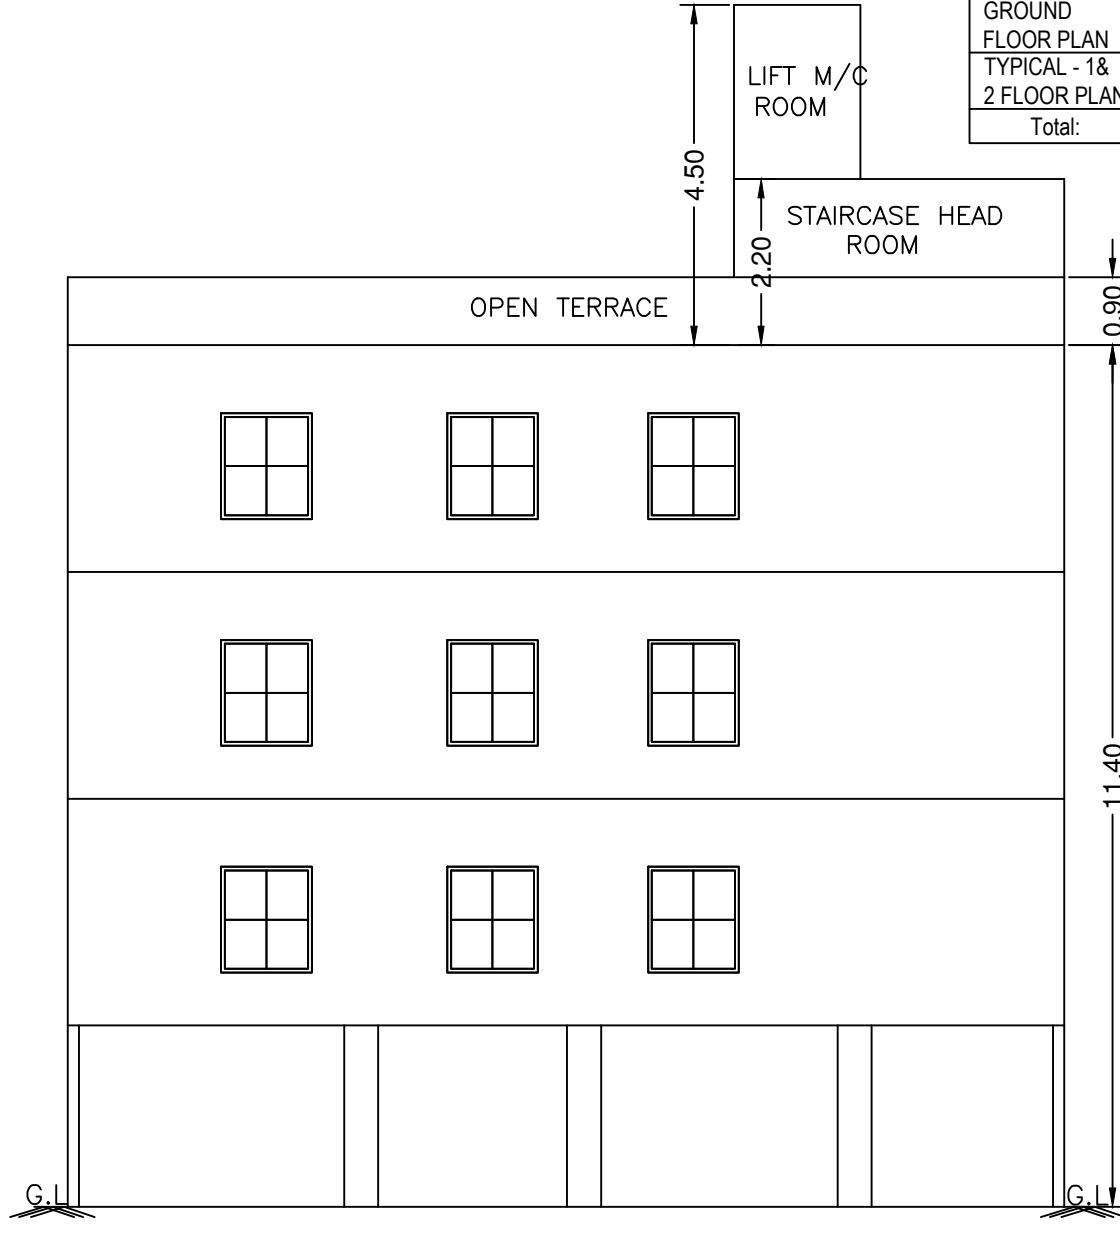 GROUND
FLOOR PLAN
TYPICAL - 1&
2 FLOOR PLAN
Total:
LIFT M/C
ROOM
4.50
STAIRCASE HEAD
ROOM
2.20
OPEN TERRACE
0.90
11.40
G.L
G.L